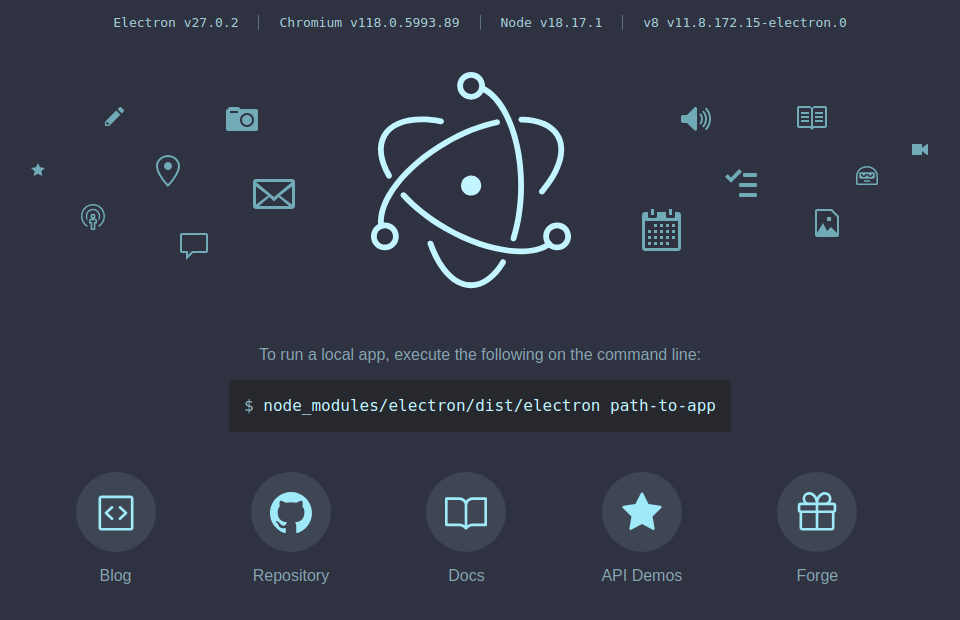 Electron v27.0.2 | Chromium v118.0.5993.89 | Node v18.17.1 | v8 v11.8.172.15-electron.0
To run a local app, execute the following on the command line:
$ node_modules/electron/dist/electron path-to-app
Blog Repository Docs API Demos Forge